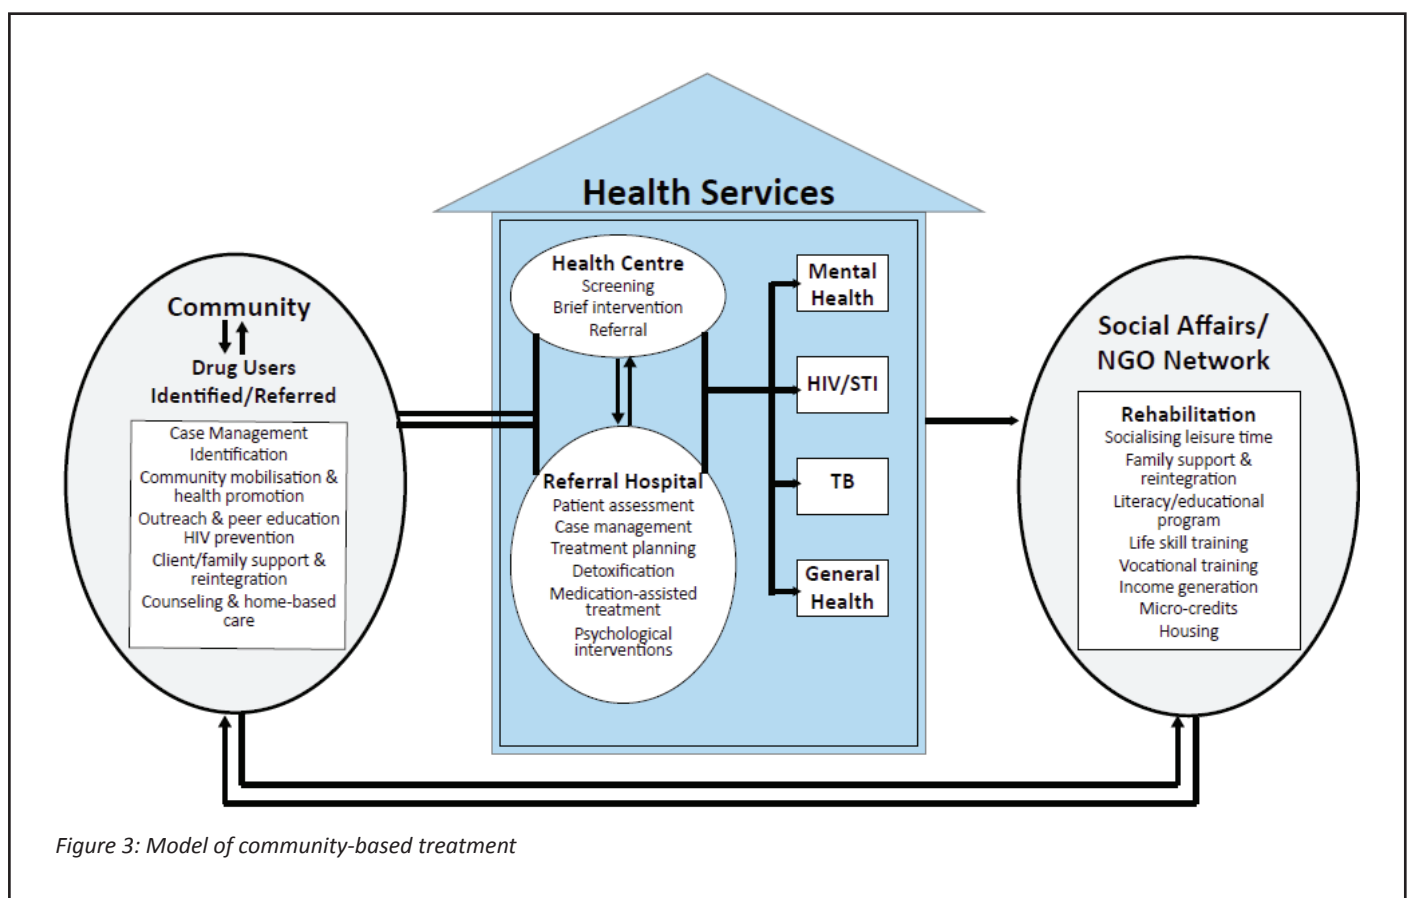 Health Services
Community
Drug Users
Identified/Referred
Case Management
Identification
Community mobilisation &
health promotion
Outreach & peer education
HIV prevention
Client/family support &
reintegration
Counseling & home-based
care
Health Centre
Screening
Brief intervention
Referral
Referral Hospital
Patient assessment
Case management
Treatment planning
Detoxification
Medication-assisted
treatment
Psychological
interventions
Mental
Health
HIV/STI
TB
General
Health
Social Affairs/
NGO Network
Rehabilitation
Socialising leisure time
Family support &
reintegration
Literacy/educational
program
Life skill training
Vocational training
Income generation
Micro-credits
Housing
Figure 3: Model of community-based treatment